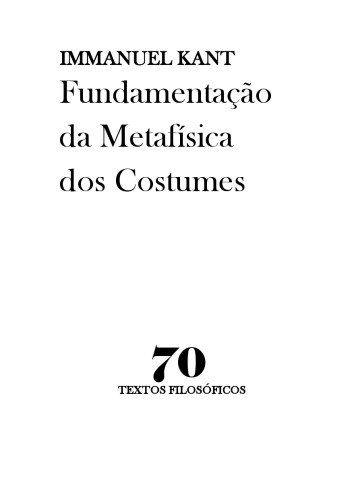 IMMANUEL KANT
Fundamentação
da Metafísica
dos Costumes
70
TEXTOS FILOSÓFICOS